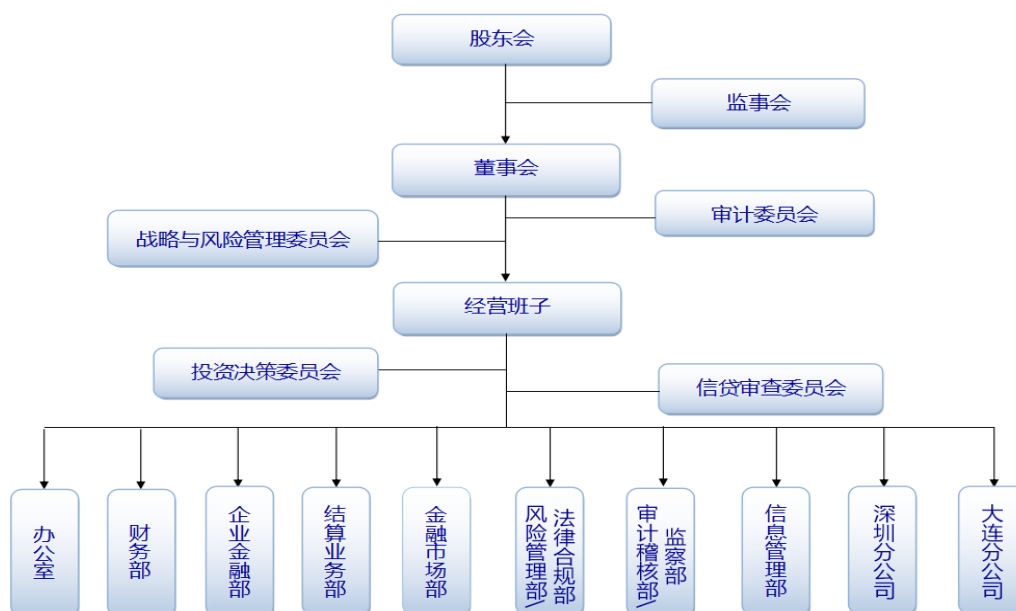 股东会
监事会
董事会
审计委员会
战略与风险管理委员会
经营班子
投资决策委员会
信贷审查委员会
办公室
财务部
企业金融部
结算业务部
金融市场部
风险管理部\
法律合规部
审计稽核部\
监察部
信息管理部
深圳分公司
大连分公司